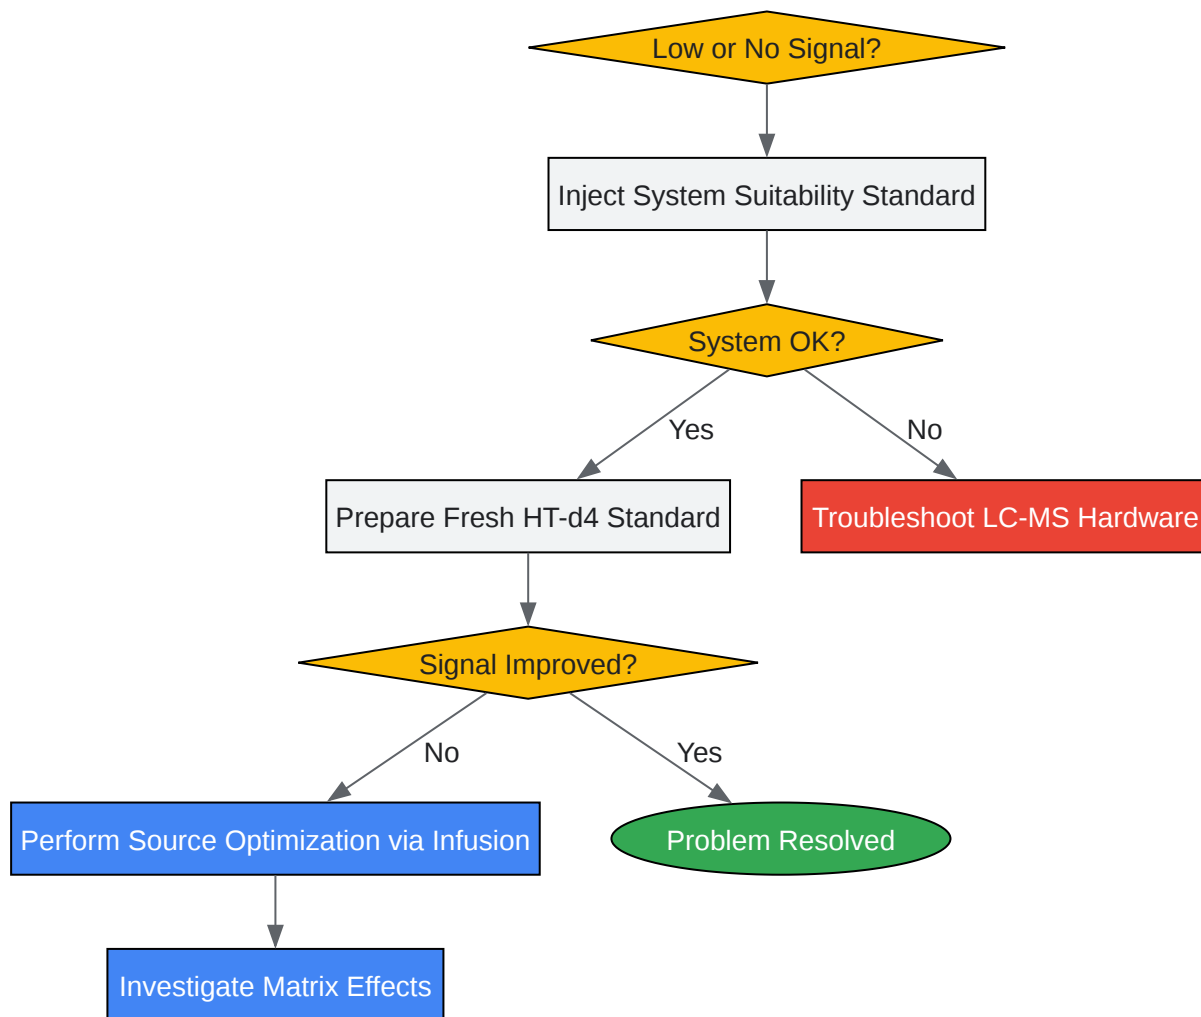 Low or No Signal?
Inject System Suitability Standard
System OK?
Yes
No
Prepare Fresh HT-d4 Standard
Troubleshoot LC-MS Hardware
Signal Improved?
No
Yes
Perform Source Optimization via Infusion
Problem Resolved
Investigate Matrix Effects